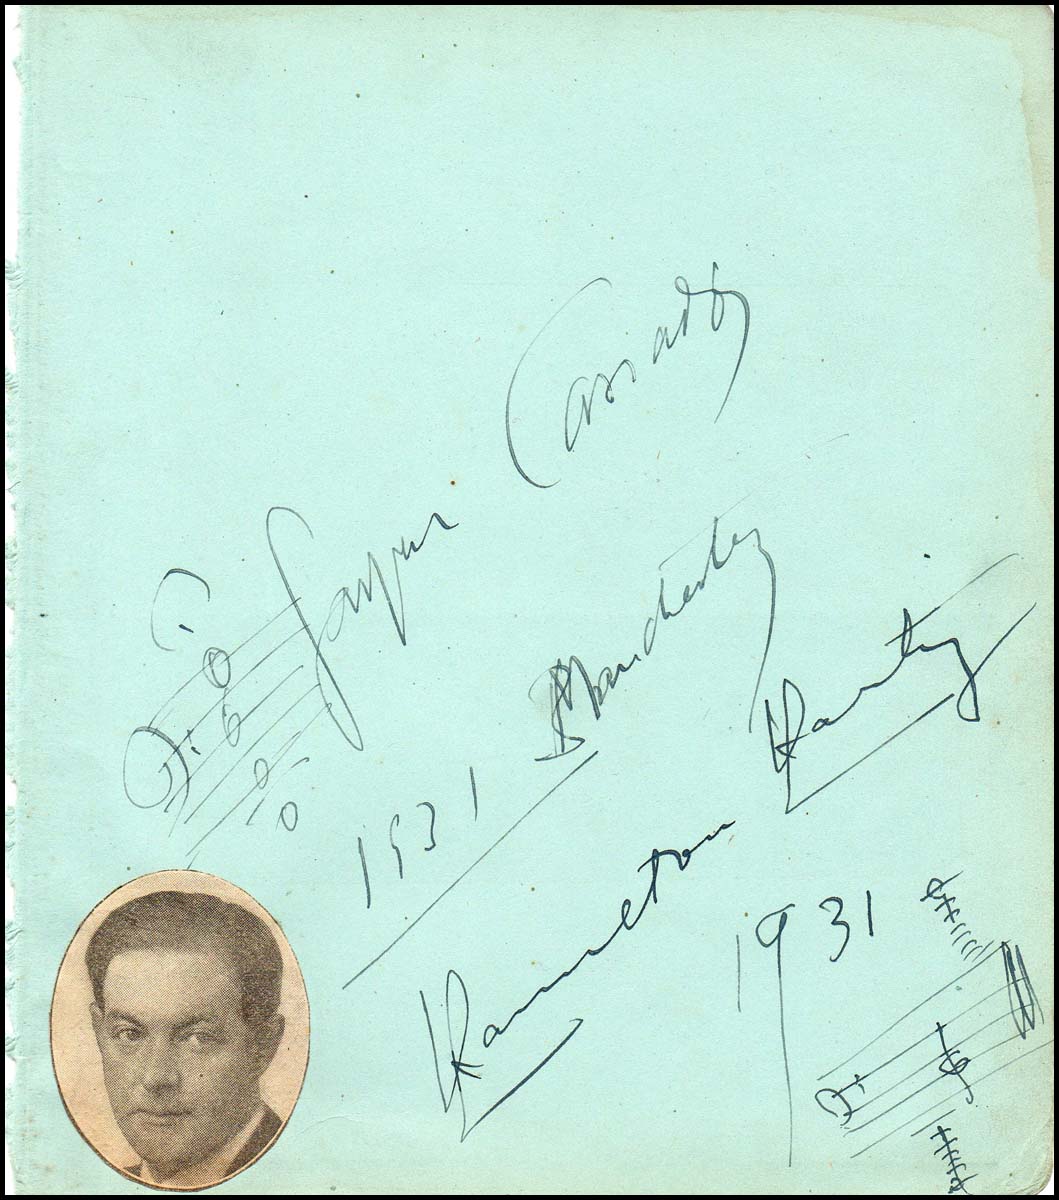 Gaspar Cassadó
1931 Manchester
Hamilton Harty
1931